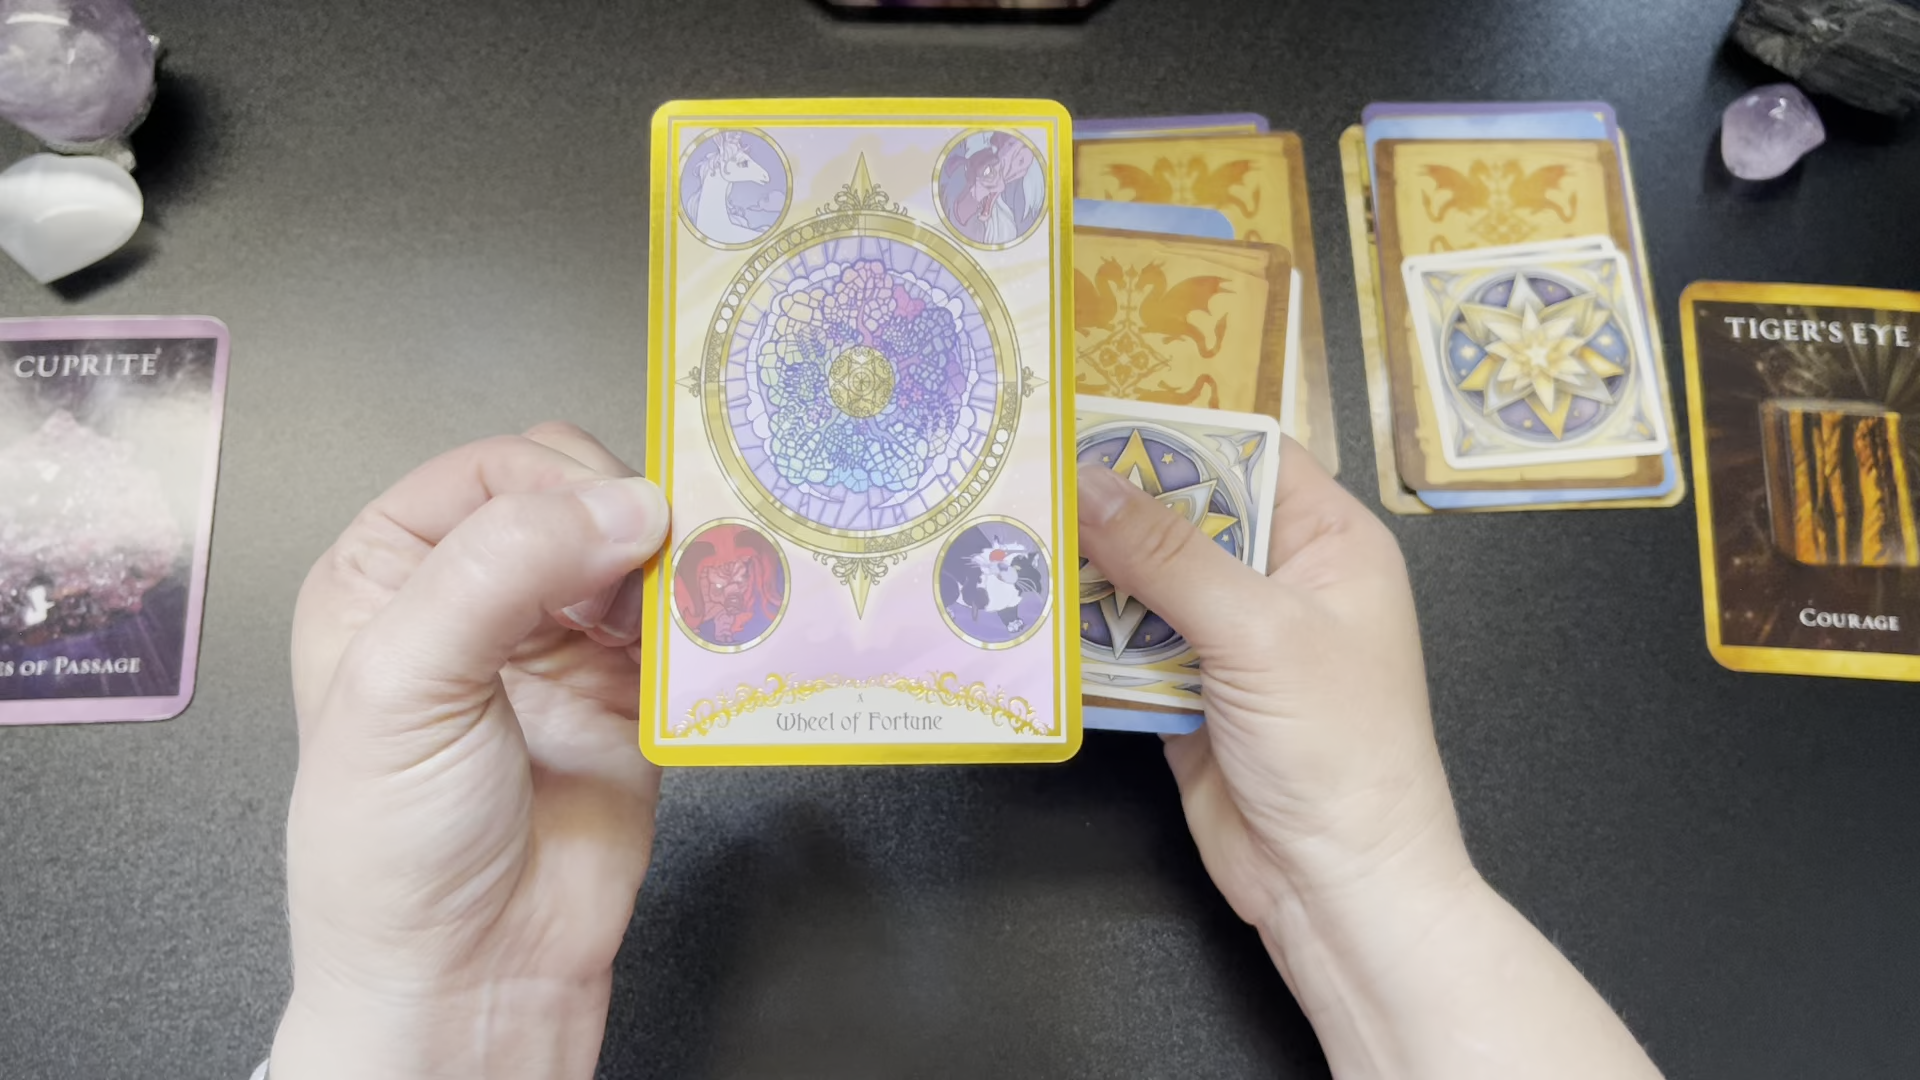 CUPRITE
OF PASSAGE
X
Wheel of Fortune
TIGER'S EYE
COURAGE